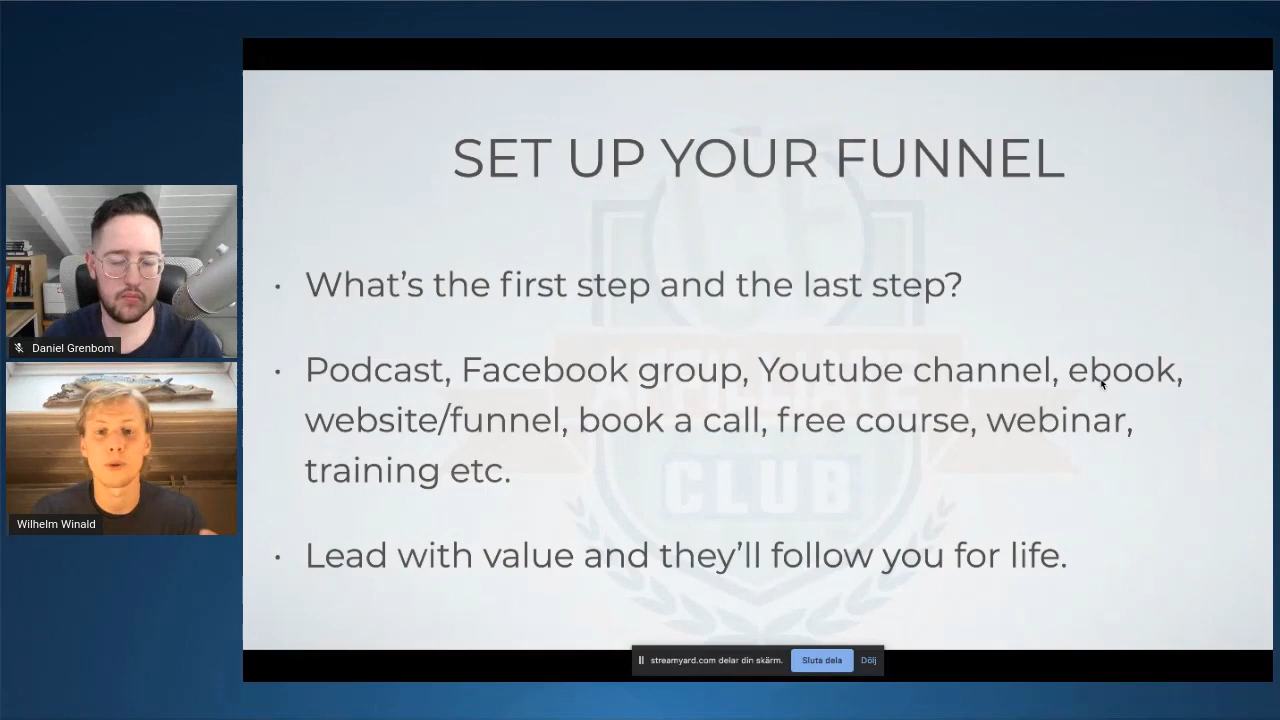 SET UP YOUR FUNNEL
• What’s the first step and the last step?
• Podcast, Facebook group, Youtube channel, ebook,
website/funnel, book a call, free course, webinar,
training etc.
• Lead with value and they’ll follow you for life.
CLUB
Daniel Grenbom
Wilhelm Winald
streamyard.com delar din skärm.
Sluta dela
Dölj